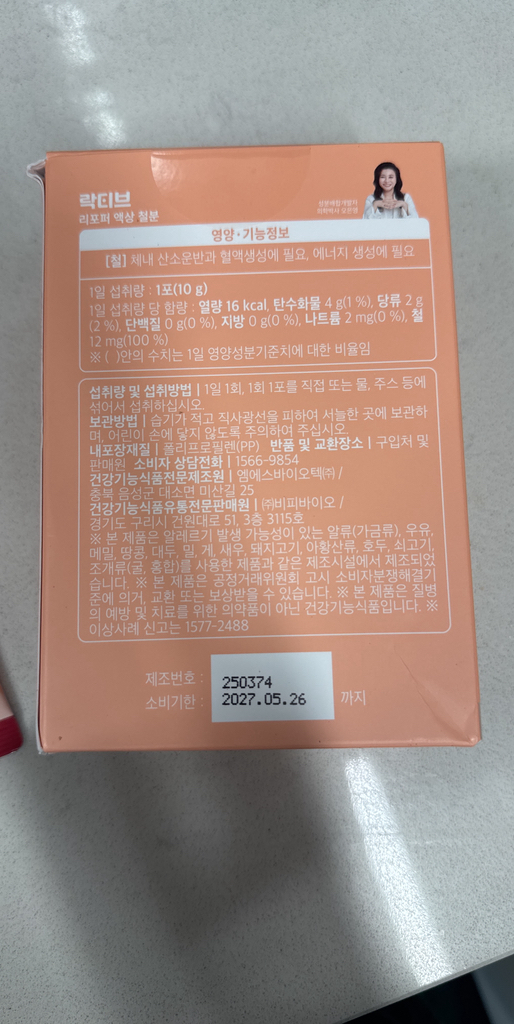 락티브
리포퍼 액상 철분
성분배합개발자
의학박사 오한영
영양·기능정보
[철] 체내 산소운반과 혈액생성에 필요, 에너지 생성에 필요
1일 섭취량 : 1포(10 g)
1일 섭취량 당 함량 : 열량 16 kcal, 탄수화물 4 g(1 %), 당류 2 g
(2 %), 단백질 0 g(0 %), 지방 0 g(0 %), 나트륨 2 mg(0 %), 철
12 mg(100 %)
※ ( )안의 수치는 1일 영양성분기준치에 대한 비율임
섭취량 및 섭취방법 | 1일 1회, 1회 1포를 직접 또는 물, 주스 등에
섞어서 섭취하십시오.
보관방법 | 습기가 적고 직사광선을 피하여 서늘한 곳에 보관하
며, 어린이 손에 닿지 않도록 주의하여 주십시오.
내포장재질 | 폴리프로필렌(PP) 반품 및 교환장소 | 구입처 및
판매원 소비자 상담전화 | 1566-9854
건강기능식품전문제조원 | 엠에스바이오텍㈜ /
충북 음성군 대소면 미산길 25
건강기능식품유통전문판매원 | ㈜비피바이오 /
경기도 구리시 건원대로 51, 3층 3115호
※ 본 제품은 알레르기 발생 가능성이 있는 알류(가금류), 우유,
메밀, 땅콩, 대두, 밀, 게, 새우, 돼지고기, 아황산류, 호두, 쇠고기,
조개류(굴, 홍합)를 사용한 제품과 같은 제조시설에서 제조되었
습니다. ※ 본 제품은 공정거래위원회 고시 소비자분쟁해결기
준에 의거, 교환 또는 보상받을 수 있습니다. ※ 본 제품은 질병
의 예방 및 치료를 위한 의약품이 아닌 건강기능식품입니다. ※
이상사례 신고는 1577-2488
제조번호 : 250374
소비기한 : 2027.05.26 까지